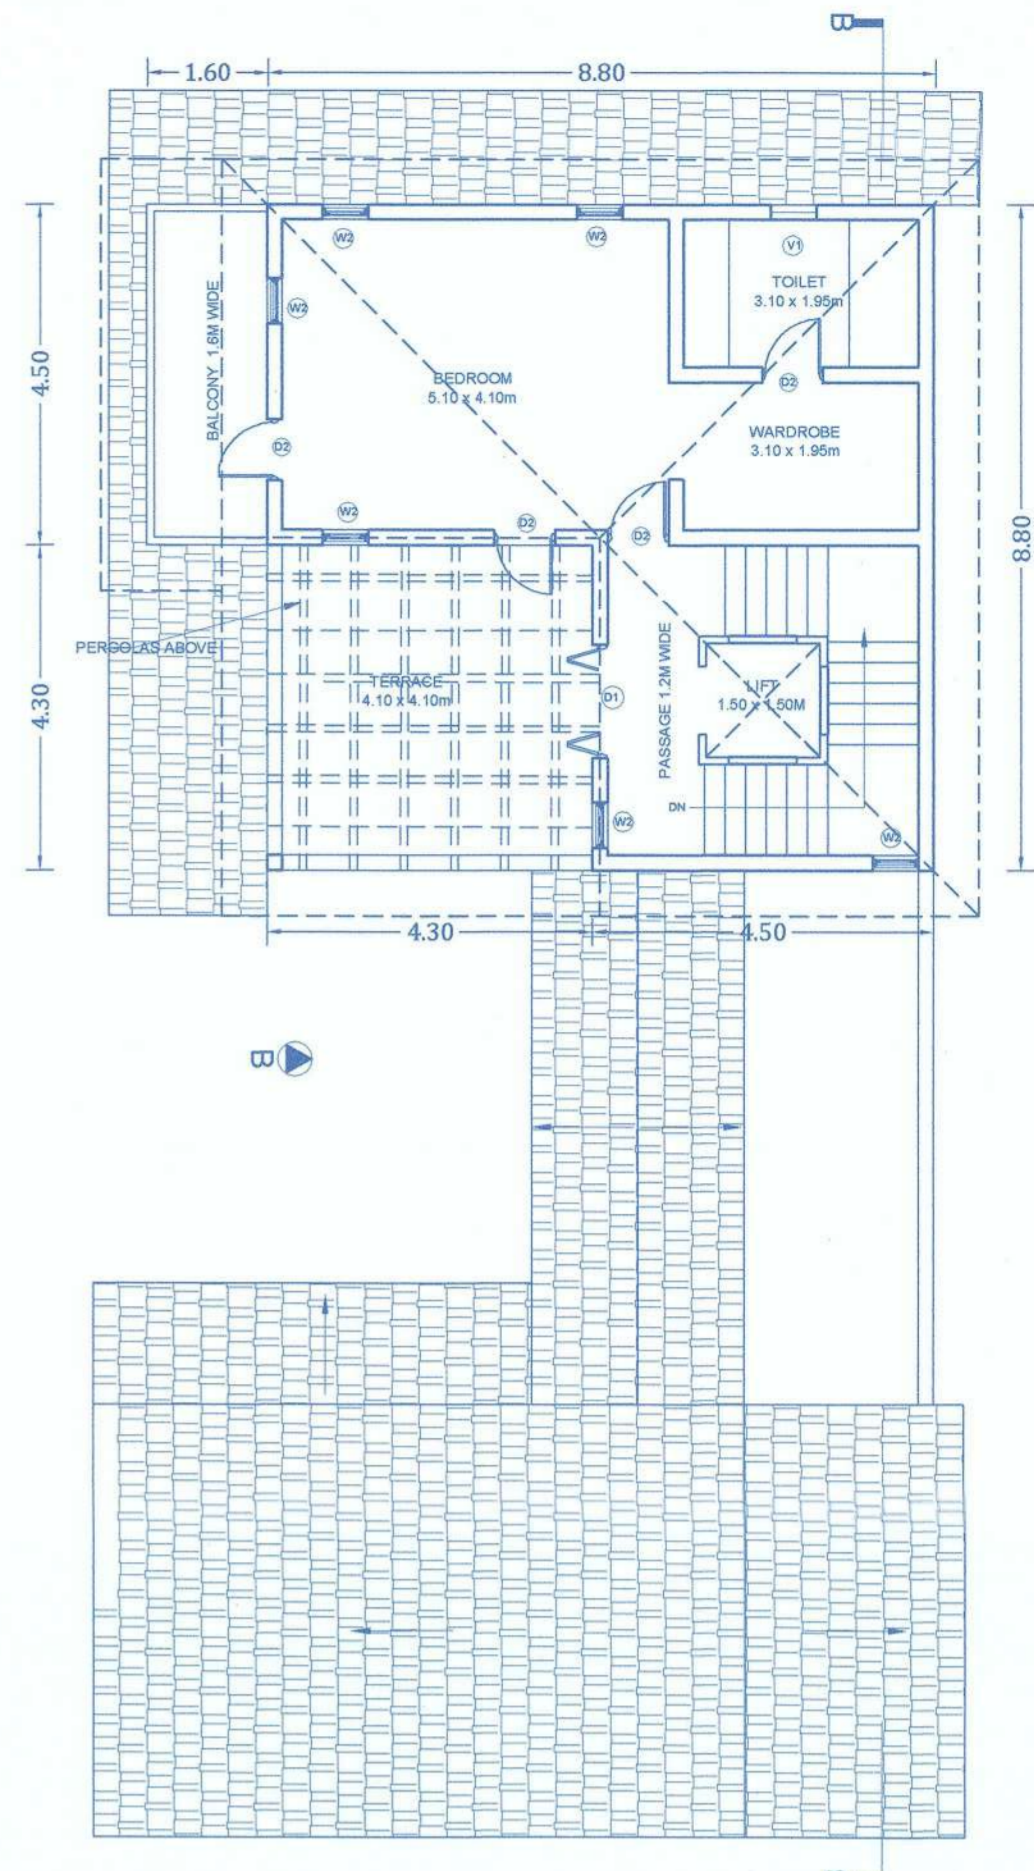 B
1.60
8.80
W2
W2
V1
TOILET
3.10 x 1.95m
W2
BALCONY 1.6M WIDE
4.50
BEDROOM
5.10 x 4.10m
D2
WARDROBE
3.10 x 1.95m
D2
W2
D2
D2
8.80
PERGOLAS ABOVE
TERRACE
4.10 x 4.10m
4.30
D1
PASSAGE 1.2M WIDE
LIFT
1.50 x 1.50M
DN
W2
W2
4.30
4.50
B